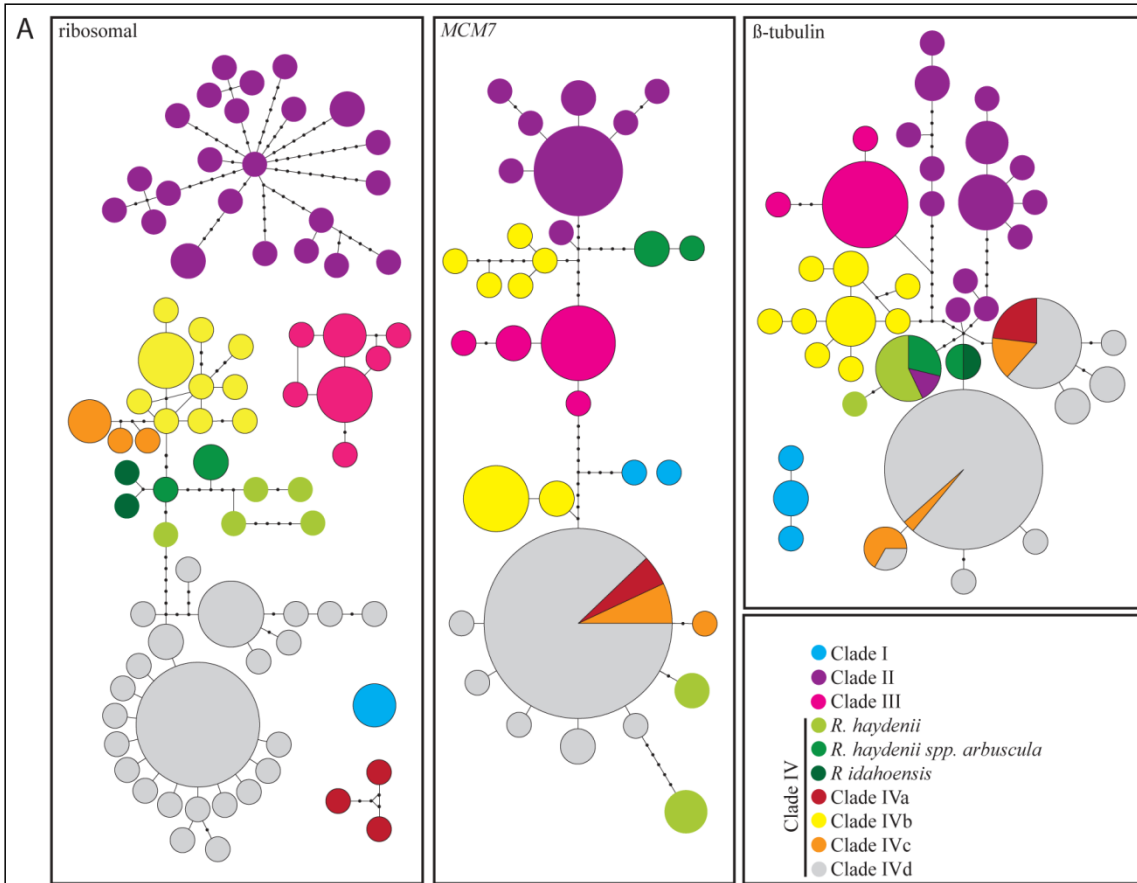 A
ribosomal
MCM7
ß-tubulin
Clade I
Clade II
Clade III
R. haydenii
R. haydenii spp. arbuscula
R idahoensis
Clade IVa
Clade IVb
Clade IVc
Clade IVd
Clade IV